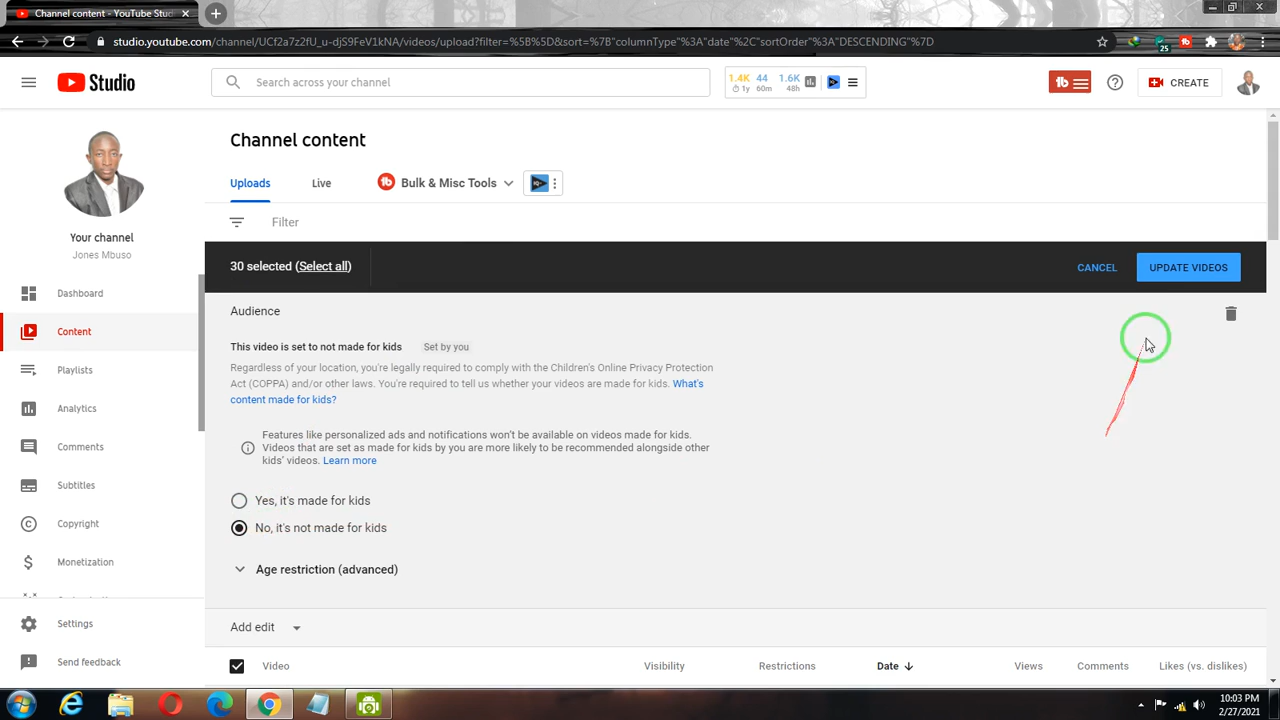 Channel content - YouTube Stud
studio.youtube.com/channel/UCf2a7z2fU_u-djS9FeV1kNA/videos/upload?filter=%5B%5D&sort=%7B"columnType"%3A"date"%2C"sortOrder"%3A"DESCENDING"%7D
25
Studio
Search across your channel
1.4K 44 1.6K
1y 60m 48h
CREATE
Channel content
Uploads Live Bulk & Misc Tools
Filter
Your channel
Jones Mbuso
30 selected (Select all)
CANCEL UPDATE VIDEOS
Dashboard
Content
Playlists
Analytics
Comments
Subtitles
Copyright
Monetization
Settings
Send feedback
Audience
This video is set to not made for kids Set by you
Regardless of your location, you're legally required to comply with the Children's Online Privacy Protection
Act (COPPA) and/or other laws. You're required to tell us whether your videos are made for kids. What's
content made for kids?
Features like personalized ads and notifications won't be available on videos made for kids.
Videos that are set as made for kids by you are more likely to be recommended alongside other
kids' videos. Learn more
Yes, it's made for kids
No, it's not made for kids
Age restriction (advanced)
Add edit
Video Visibility Restrictions Date Views Comments Likes (vs. dislikes)
10:03 PM
2/27/2021